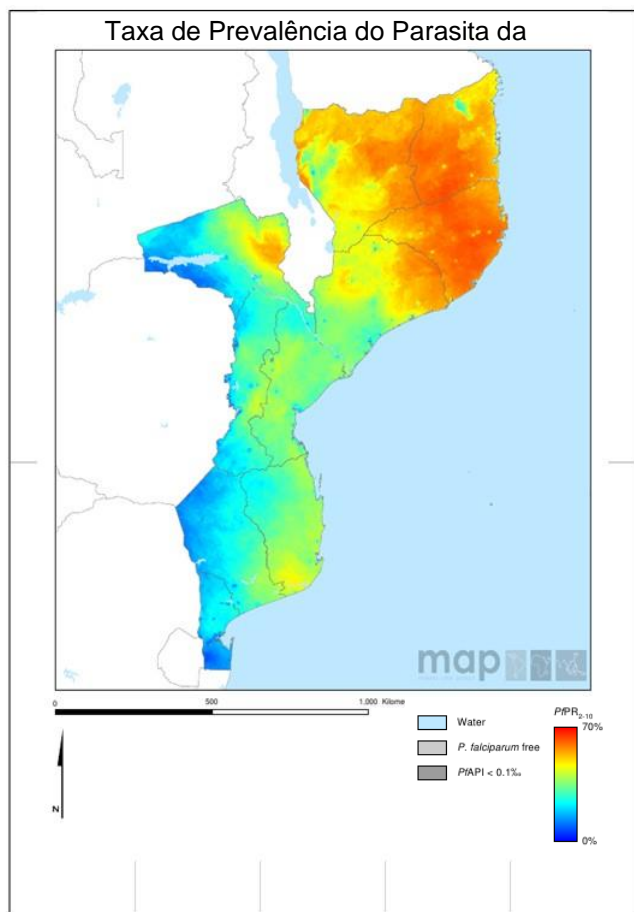 Taxa de Prevalência do Parasita da
map
0 500 1,000 Kilome
Water
P. falciparum free
PfAPI < 0.1‰
PfPR2-10
70%
0%
N